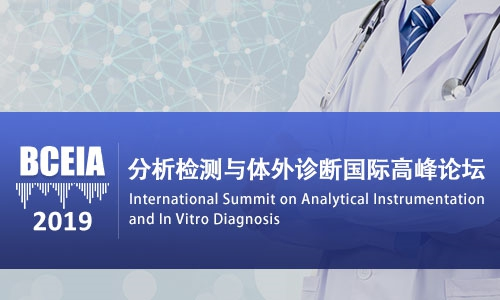 BCEIA
2019
分析检测与体外诊断国际高峰论坛
International Summit on Analytical Instrumentation
and In Vitro Diagnosis